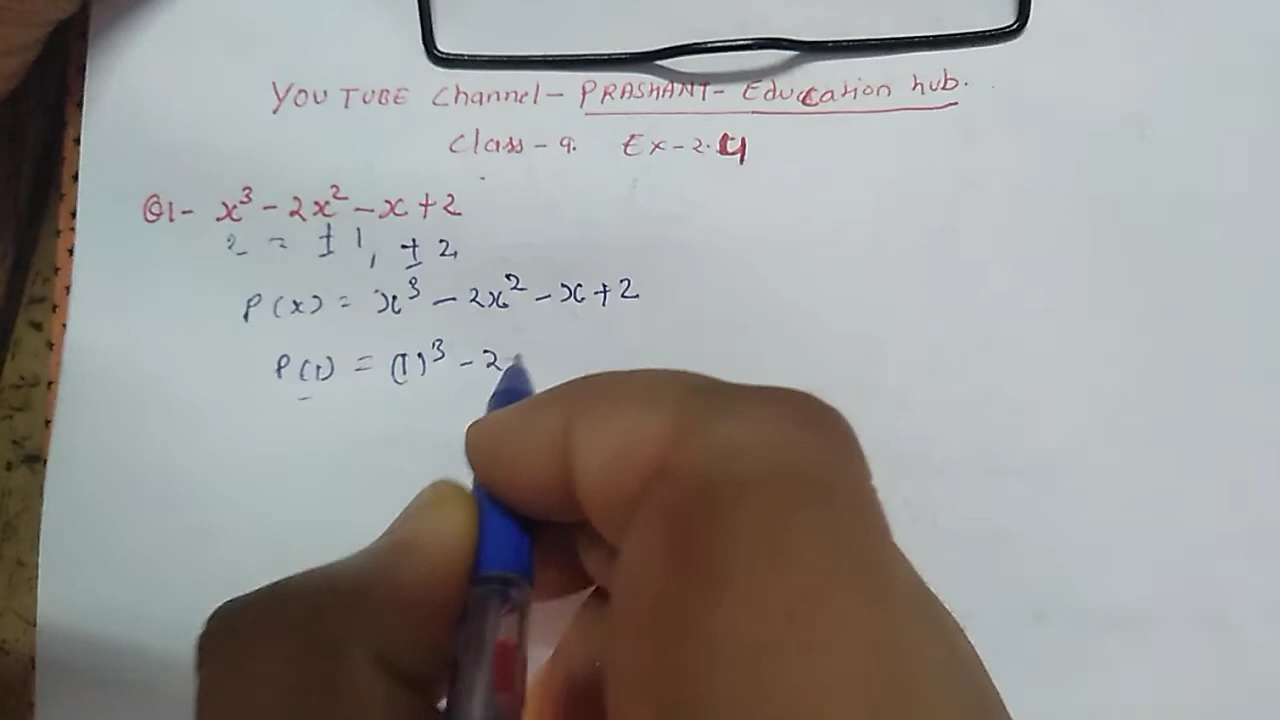 YOUTUBE Channel - PRASHANT - Education hub.
Class - 9. Ex - 2.4
Q1 - x³ - 2x² - x + 2
2 = ±1, ±2,
P(x) = x³ - 2x² - x + 2
P(1) = (1)³ - 2